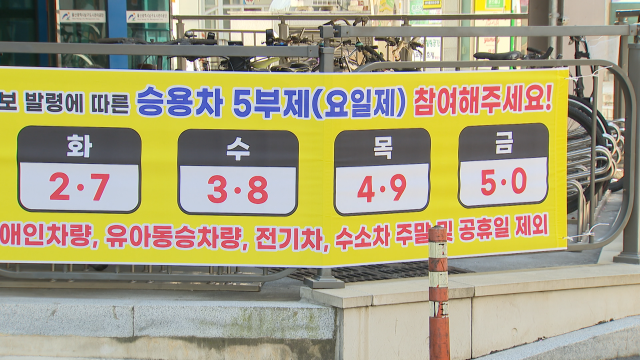 보 발령에 따른 승용차 5부제(요일제) 참여해주세요!
화 수 목 금
2·7 3·8 4·9 5·0
애인차량, 유아동승차량, 전기차, 수소차 주말 및 공휴일 제외